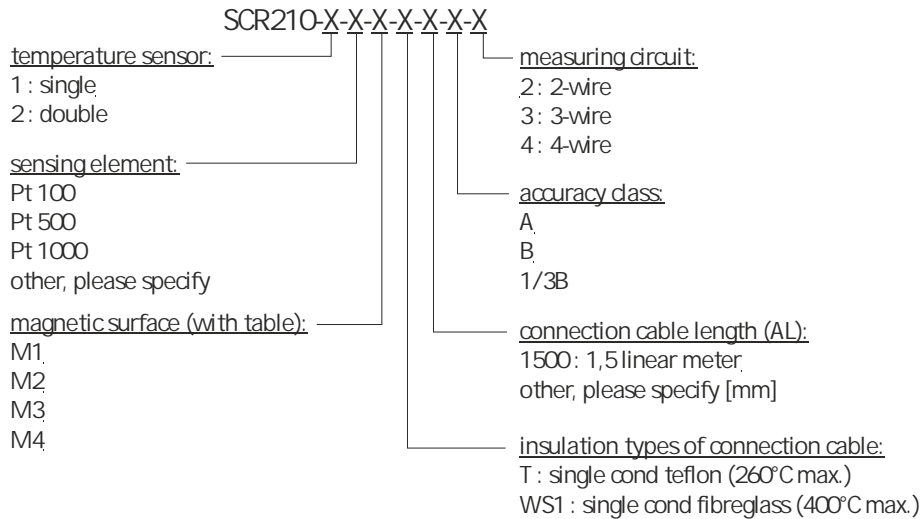 SCR210-X-X-X-X-X-X-X
temperature sensor:
1 : single
2 : double
sensing element:
Pt 100
Pt 500
Pt 1000
other, please specify
magnetic surface (with table):
M1
M2
M3
M4
measuring circuit:
2 : 2-wire
3 : 3-wire
4 : 4-wire
accuracy class:
A
B
1/3B
connection cable length (AL):
1500 : 1,5 linear meter
other, please specify [mm]
insulation types of connection cable:
T : single cond teflon (260°C max.)
WS1 : single cond fibreglass (400°C max.)